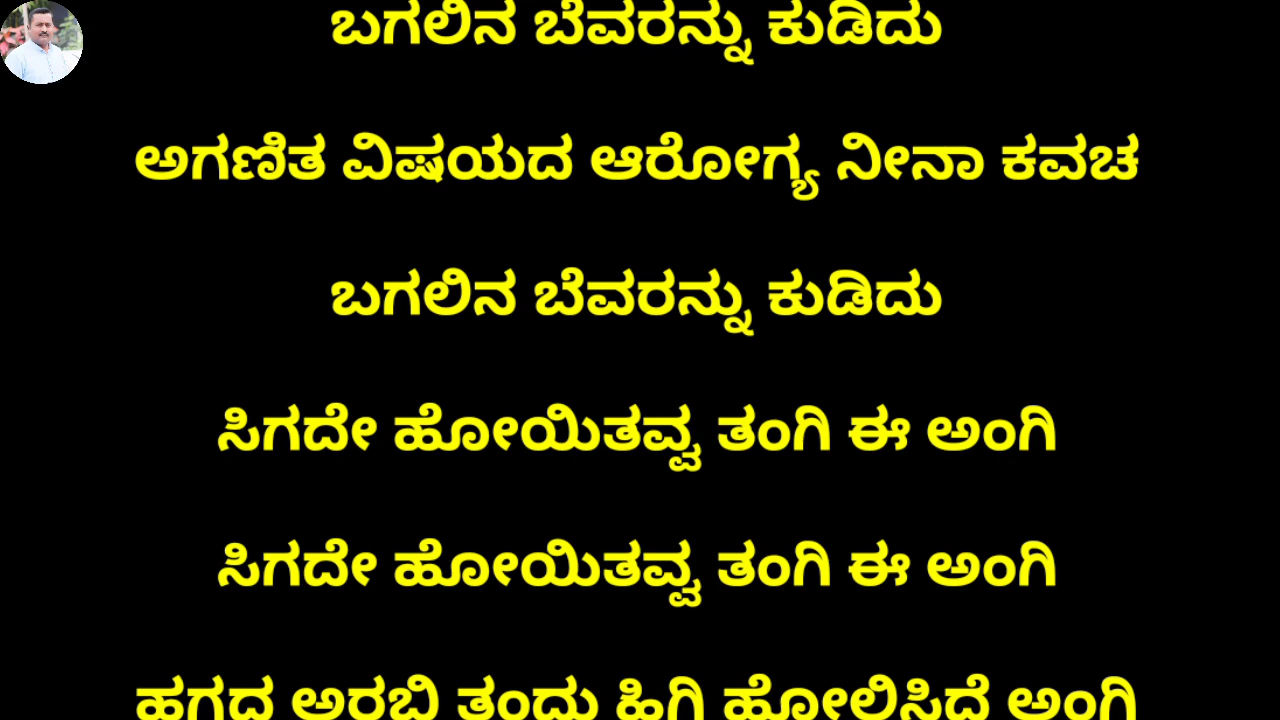 ಬಗಲಿನ ಬೆವರನ್ನು ಕುಡಿದು
ಅಗಣಿತ ವಿಷಯದ ಆರೋಗ್ಯ ನೀನಾ ಕವಚ
ಬಗಲಿನ ಬೆವರನ್ನು ಕುಡಿದು
ಸಿಗದೇ ಹೋಯಿತವ್ವ ತಂಗಿ ಈ ಅಂಗಿ
ಸಿಗದೇ ಹೋಯಿತವ್ವ ತಂಗಿ ಈ ಅಂಗಿ
ಹಗದ ಅರಬಿ ತಂದು ಹಿಗಿ ಹೋಲಿಸಿದೆ ಅಂಗಿ